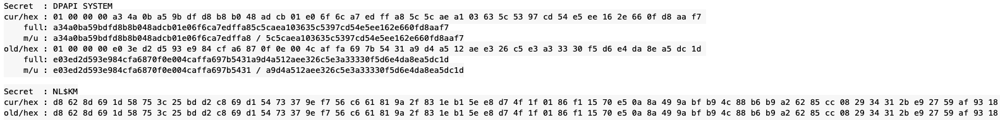 Secret  : DPAPI SYSTEM
cur/hex : 01 00 00 00 a3 4a 0b a5 9b df d8 b8 b0 48 ad cb 01 e0 6f 6c a7 ed ff a8 5c 5c ae a1 03 63 5c 53 97 cd 54 e5 ee 16 2e 66 0f d8 aa f7
full: a34a0ba59bdfd8b8b048adcb01e06f6ca7edffa85c5caea103635c5397cd54e5ee162e660fd8aaf7
m/u : a34a0ba59bdfd8b8b048adcb01e06f6ca7edffa8 / 5c5caea103635c5397cd54e5ee162e660fd8aaf7
old/hex : 01 00 00 00 e0 3e d2 d5 93 e9 84 cf a6 87 0f 0e 00 4c af fa 69 7b 54 31 a9 d4 a5 12 ae e3 26 c5 e3 a3 33 30 f5 d6 e4 da 8e a5 dc 1d
full: e03ed2d593e984cfa6870f0e004caffa697b5431a9d4a512aee326c5e3a33330f5d6e4da8ea5dc1d
m/u : e03ed2d593e984cfa6870f0e004caffa697b5431 / a9d4a512aee326c5e3a33330f5d6e4da8ea5dc1d
Secret  : NL$KM
cur/hex : d8 62 8d 69 1d 58 75 3c 25 bd d2 c8 69 d1 54 73 37 9e f7 56 c6 61 81 9a 2f 83 1e b1 5e e8 d7 4f 1f 01 86 f1 15 70 e5 0a 8a 49 9a bf b9 4c 88 b6 b9 a2 62 85 cc 08 29 34 31 2b e9 27 59 af 93 18
old/hex : d8 62 8d 69 1d 58 75 3c 25 bd d2 c8 69 d1 54 73 37 9e f7 56 c6 61 81 9a 2f 83 1e b1 5e e8 d7 4f 1f 01 86 f1 15 70 e5 0a 8a 49 9a bf b9 4c 88 b6 b9 a2 62 85 cc 08 29 34 31 2b e9 27 59 af 93 18